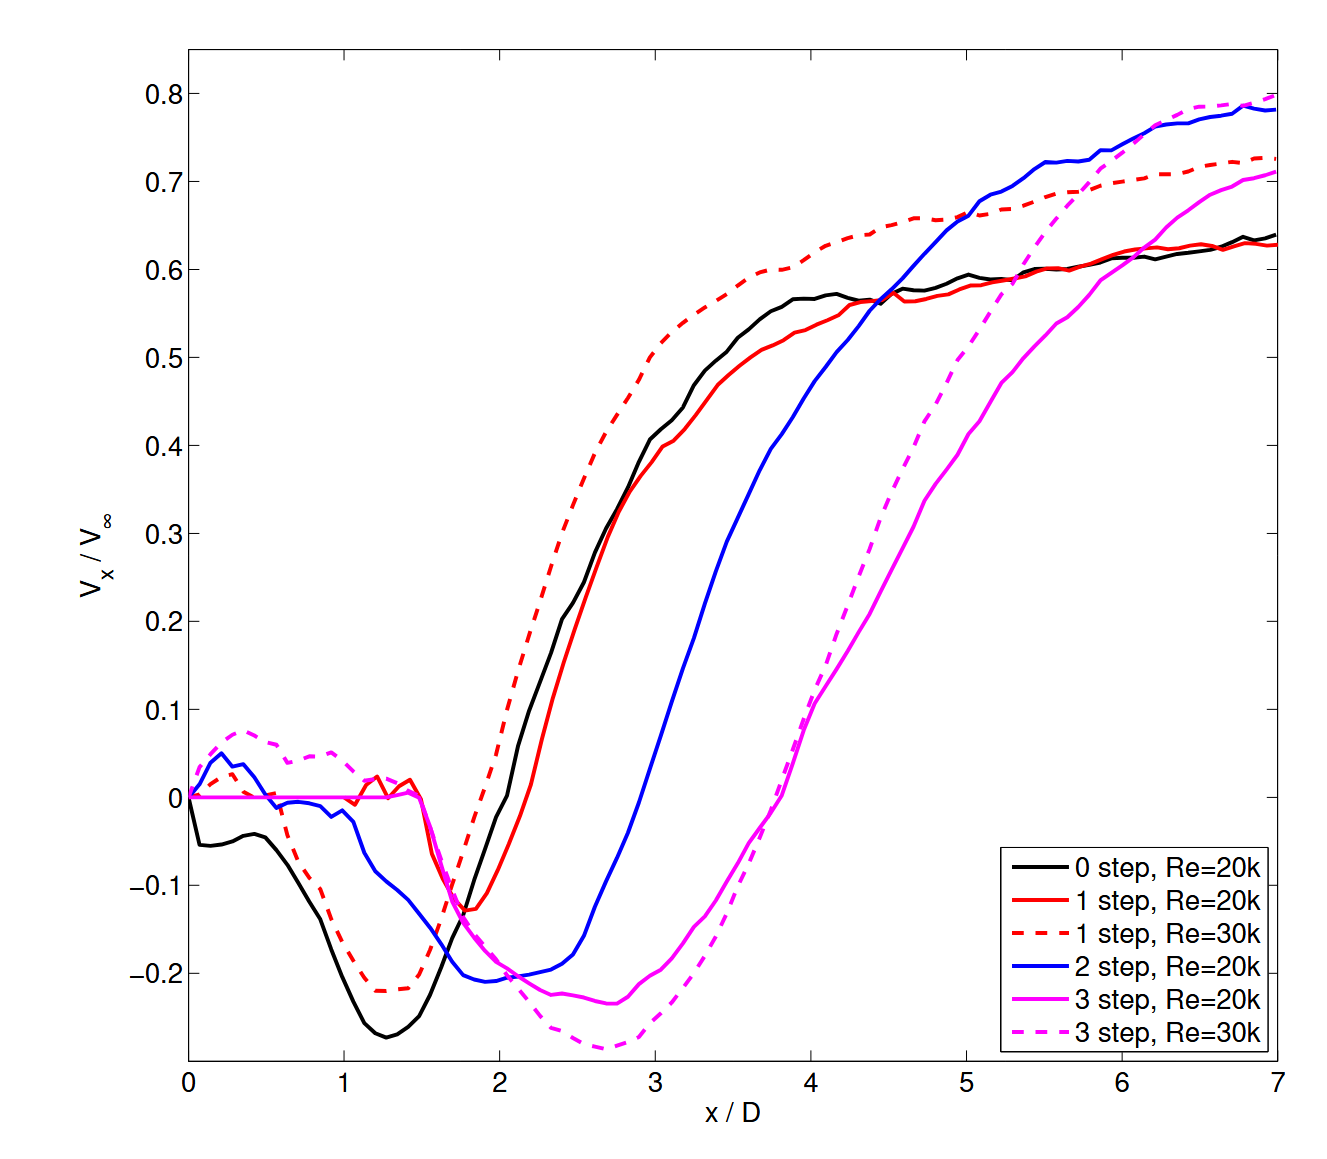 0.8
0.7
0.6
0.5
0.4
0.3
0.2
0.1
0
−0.1
−0.2
V_x / V_∞
0 1 2 3 4 5 6 7
x / D
0 step, Re=20k
1 step, Re=20k
1 step, Re=30k
2 step, Re=20k
3 step, Re=20k
3 step, Re=30k